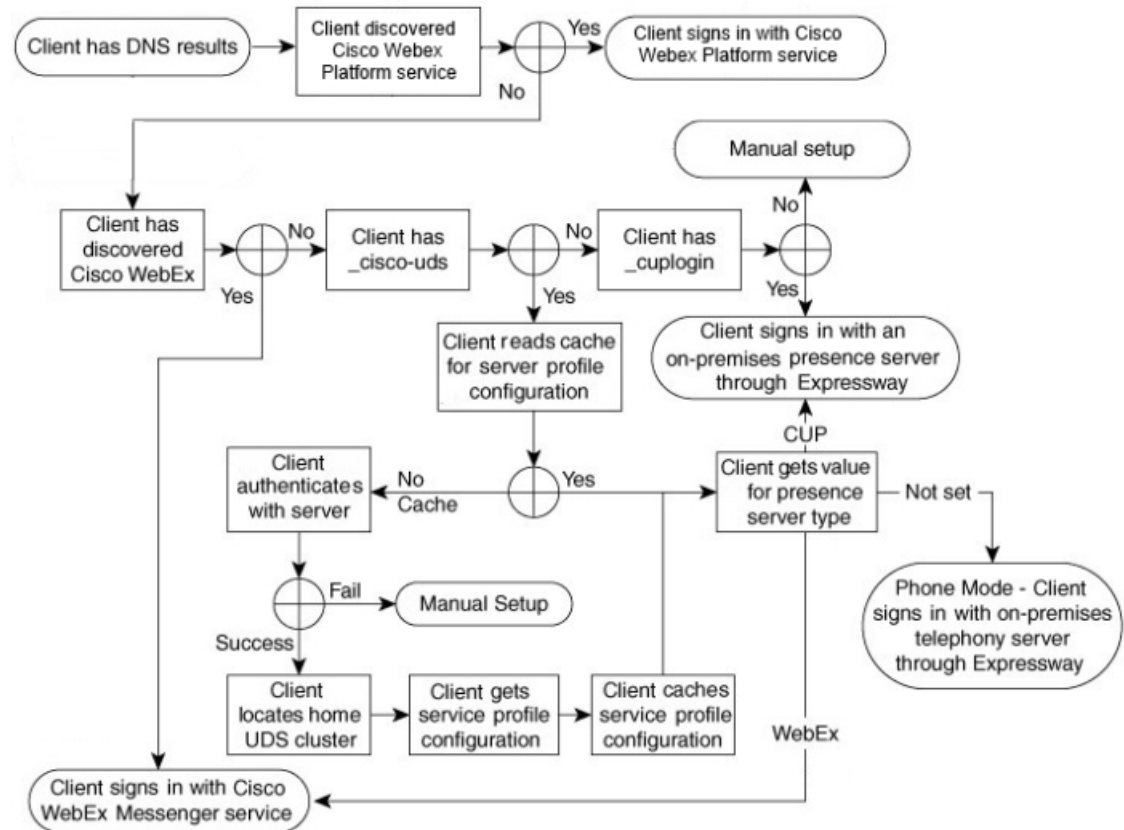 Client has DNS results
Client discovered
Cisco Webex
Platform service
Yes
Client signs in with Cisco
Webex Platform service
No
Manual setup
No
Client has
discovered
Cisco WebEx
No
Client has
_cisco-uds
No
Client has
_cuplogin
Yes
Yes
Yes
Client reads cache
for server profile
configuration
Client signs in with an
on-premises presence server
through Expressway
CUP
Client
authenticates
with server
No
Cache
Yes
Client gets value
for presence
server type
Not set
Fail
Manual Setup
Success
Phone Mode - Client
signs in with on-premises
telephony server
through Expressway
Client
locates home
UDS cluster
Client gets
service profile
configuration
Client caches
service profile
configuration
WebEx
Client signs in with Cisco
WebEx Messenger service